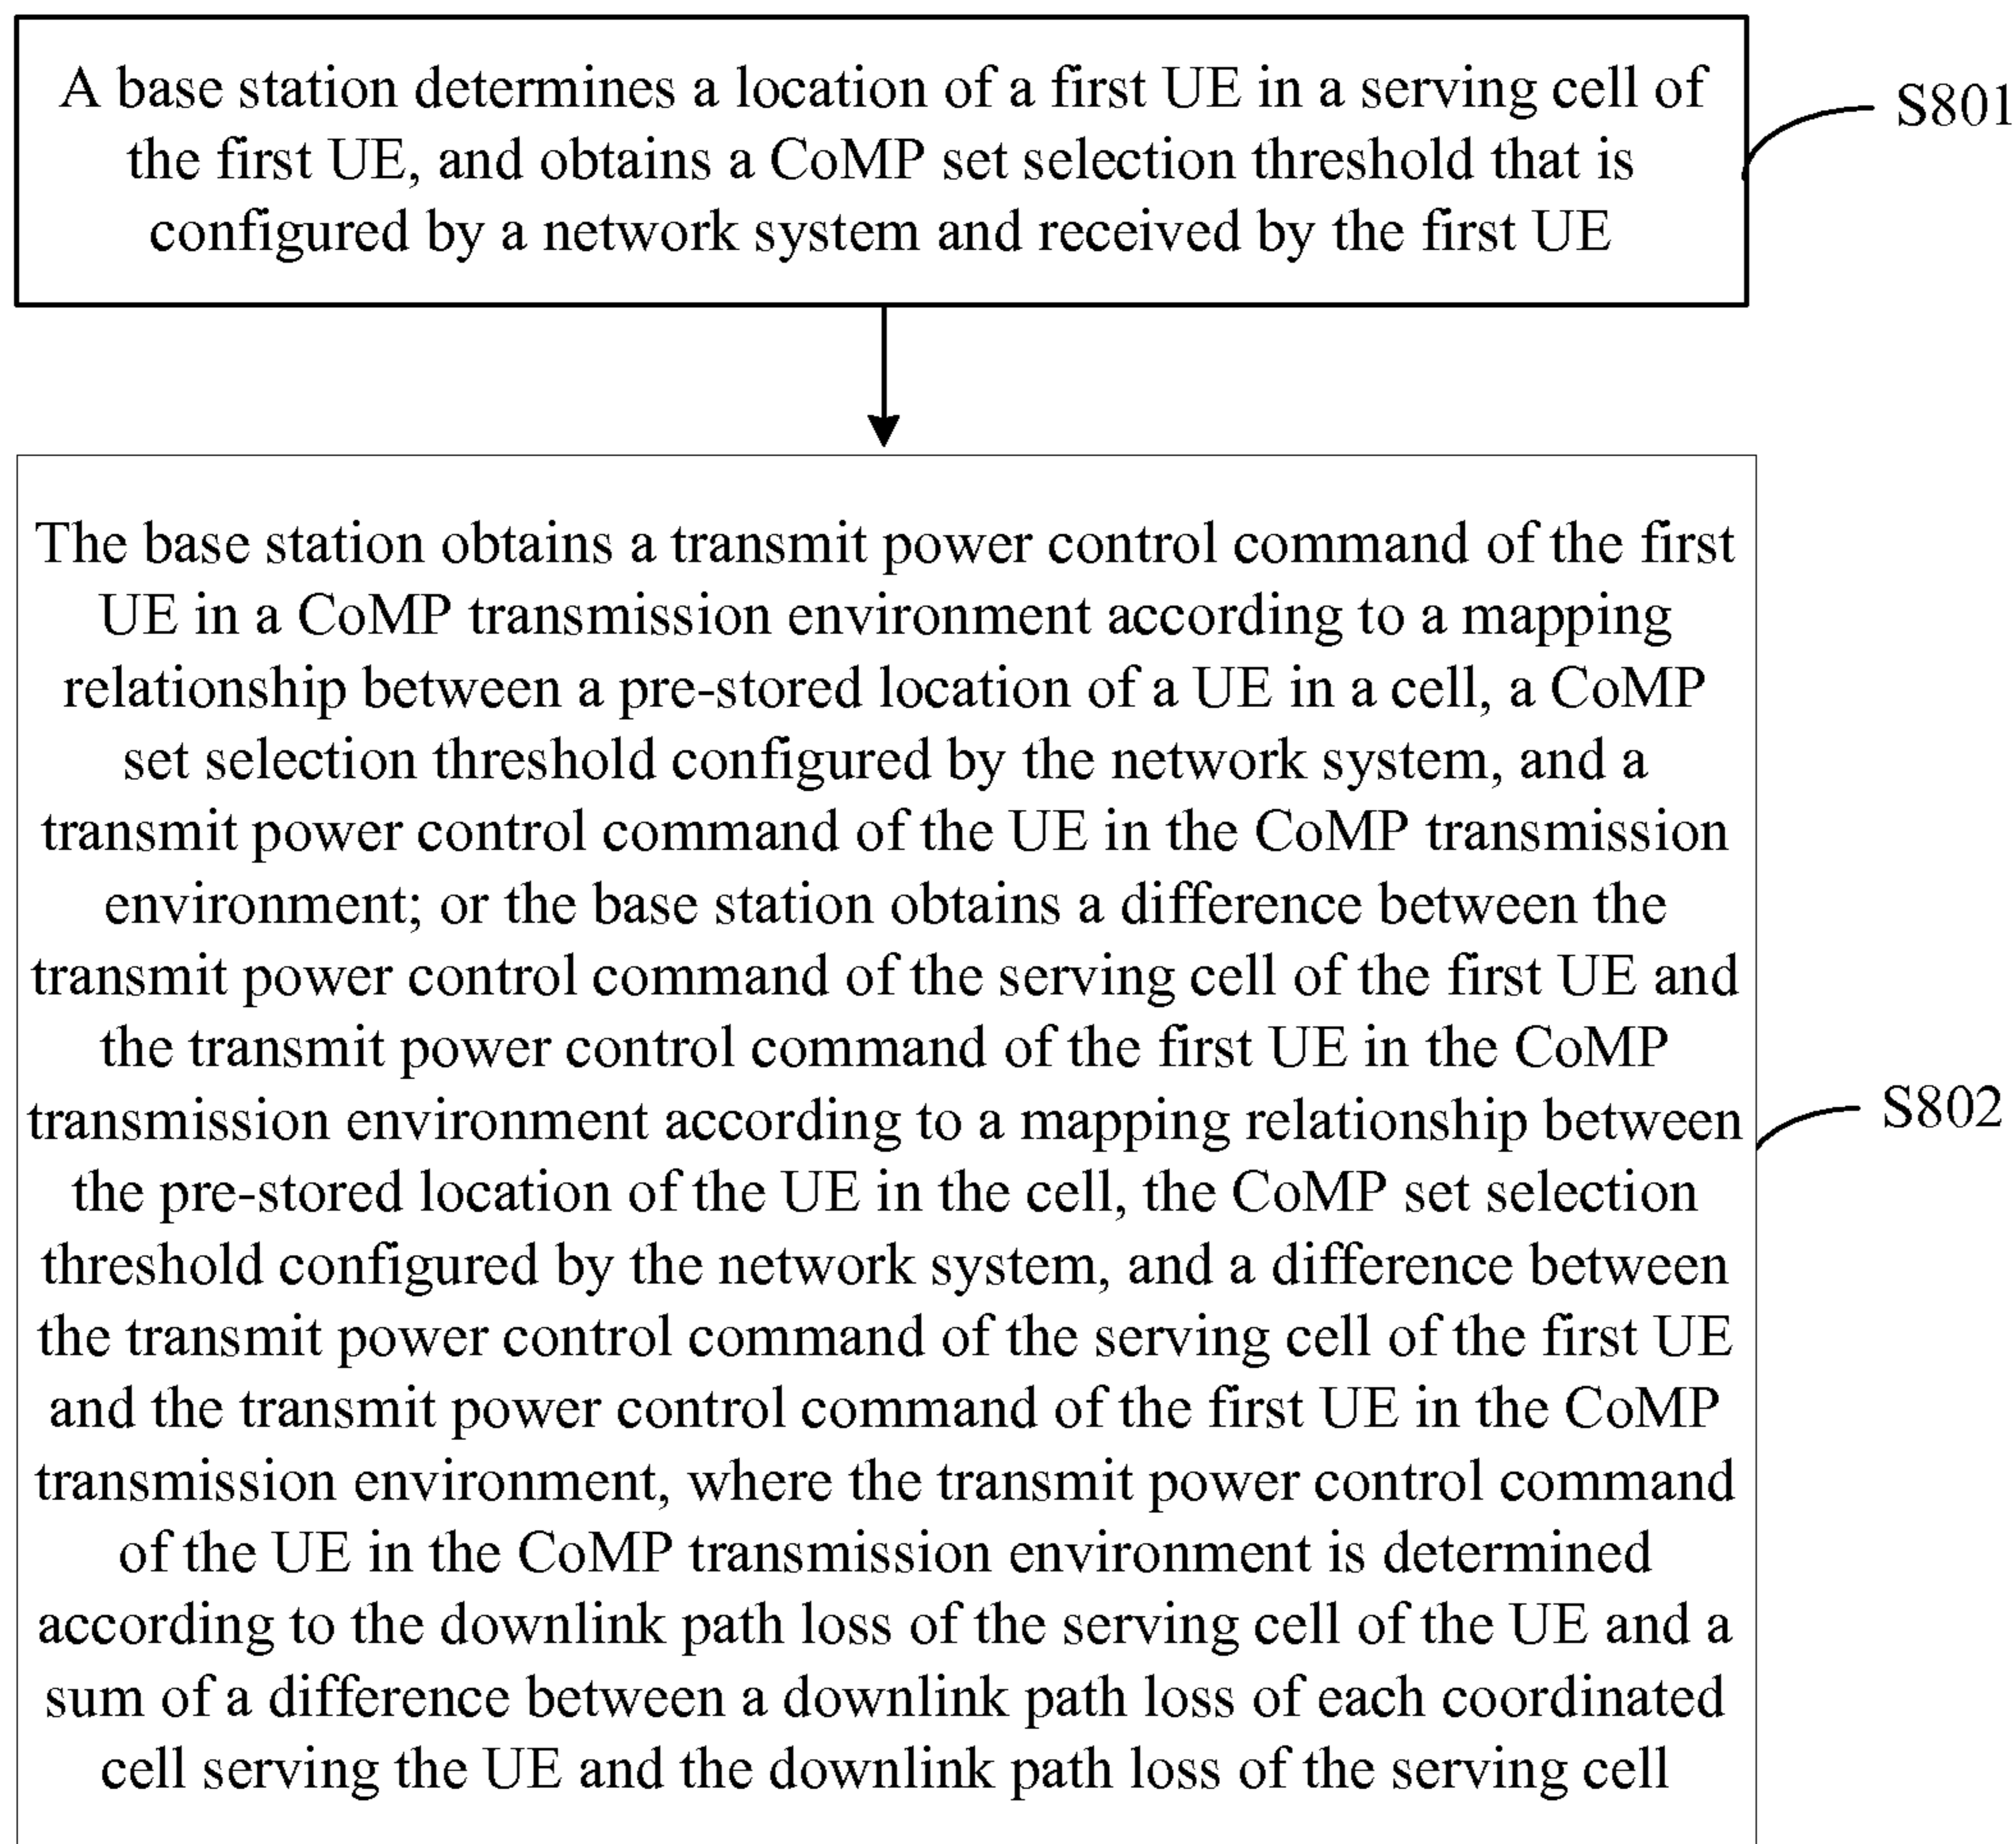 A base station determines a location of a first UE in a serving cell of
the first UE, and obtains a CoMP set selection threshold that is
configured by a network system and received by the first UE
S801
The base station obtains a transmit power control command of the first
UE in a CoMP transmission environment according to a mapping
relationship between a pre-stored location of a UE in a cell, a CoMP
set selection threshold configured by the network system, and a
transmit power control command of the UE in the CoMP transmission
environment; or the base station obtains a difference between the
transmit power control command of the serving cell of the first UE and
the transmit power control command of the first UE in the CoMP
transmission environment according to a mapping relationship between
the pre-stored location of the UE in the cell, the CoMP set selection
threshold configured by the network system, and a difference between
the transmit power control command of the serving cell of the first UE
and the transmit power control command of the first UE in the CoMP
transmission environment, where the transmit power control command
of the UE in the CoMP transmission environment is determined
according to the downlink path loss of the serving cell of the UE and a
sum of a difference between a downlink path loss of each coordinated
cell serving the UE and the downlink path loss of the serving cell
S802